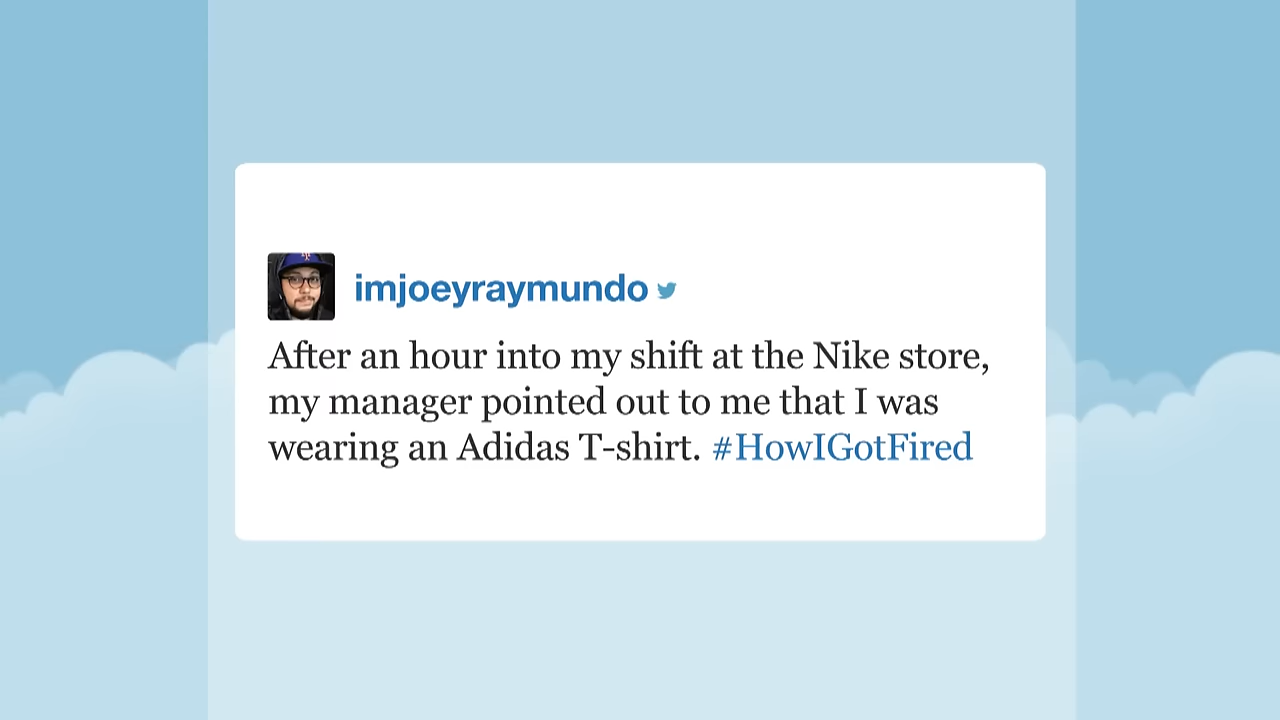 imjoeyraymundo
After an hour into my shift at the Nike store,
my manager pointed out to me that I was
wearing an Adidas T-shirt. #HowIGotFired